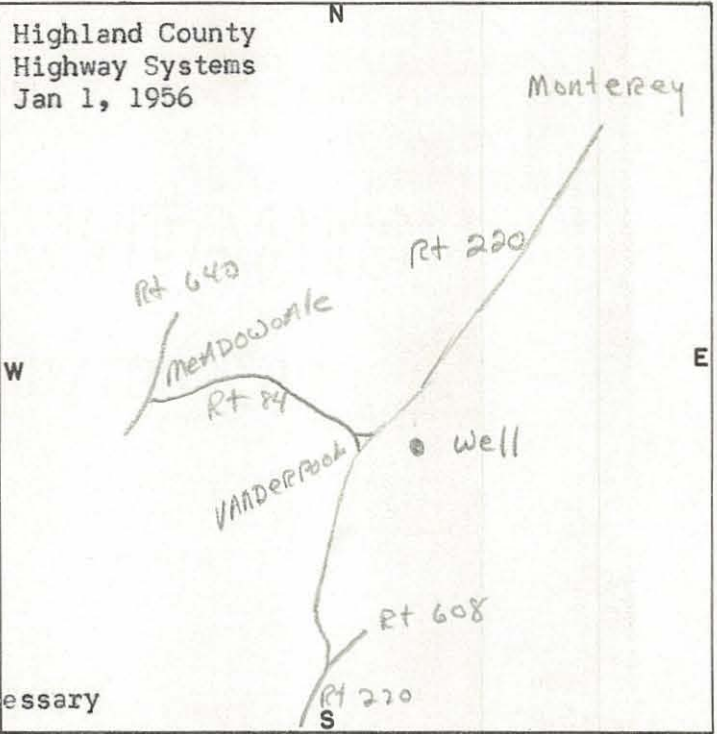 N
Highland County
Highway Systems
Jan 1, 1956
Monterey
Rt 220
Rt 640
MEADOWDALE
W
E
Rt 84
Well
VANDERPOOL
Rt 608
essary
Rt 220
S